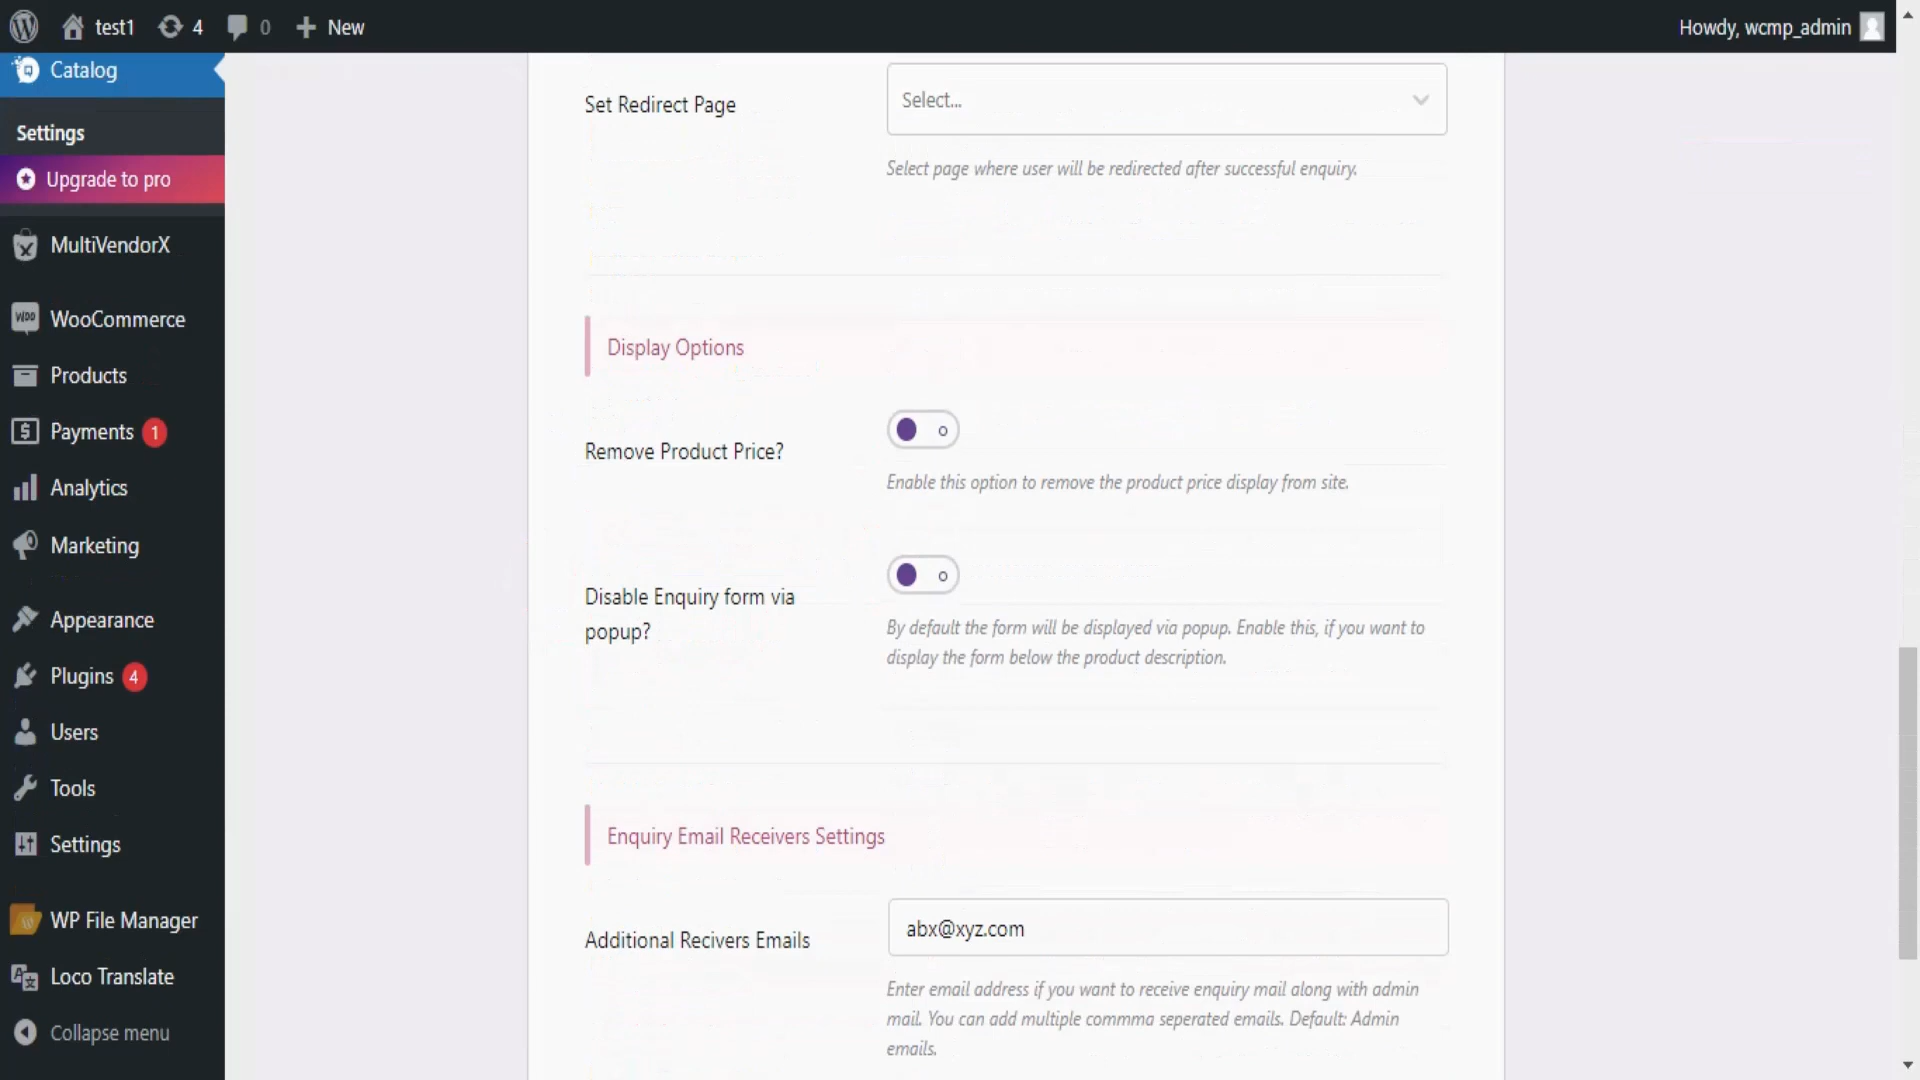 test1
4
0
New
Howdy, wcmp_admin
Catalog
Settings
Upgrade to pro
MultiVendorX
WooCommerce
Products
Payments 1
Analytics
Marketing
Appearance
Plugins 4
Users
Tools
Settings
WP File Manager
Loco Translate
Collapse menu
Set Redirect Page
Select...
Select page where user will be redirected after successful enquiry.
Display Options
Remove Product Price?
Enable this option to remove the product price display from site.
Disable Enquiry form via
popup?
By default the form will be displayed via popup. Enable this, if you want to
display the form below the product description.
Enquiry Email Receivers Settings
Additional Recivers Emails
abx@xyz.com
Enter email address if you want to receive enquiry mail along with admin
mail. You can add multiple commma seperated emails. Default: Admin
emails.